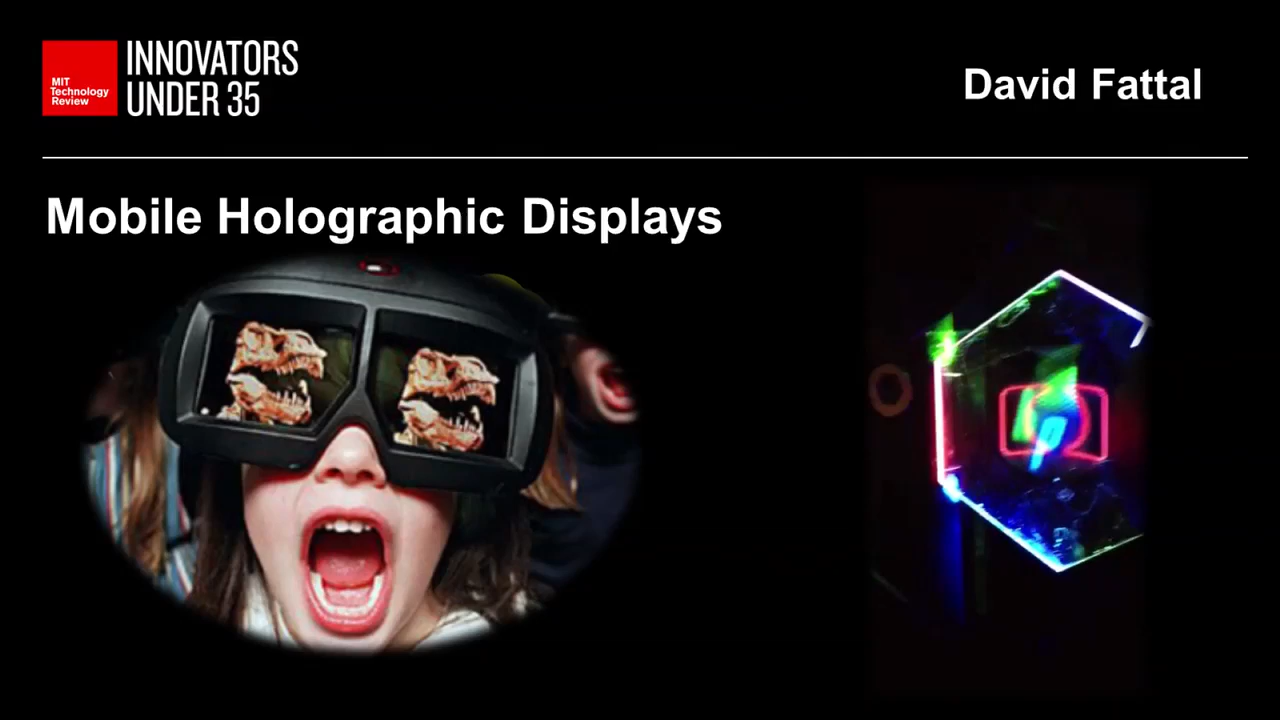 MIT
Technology
Review
INNOVATORS
UNDER 35
David Fattal
Mobile Holographic Displays